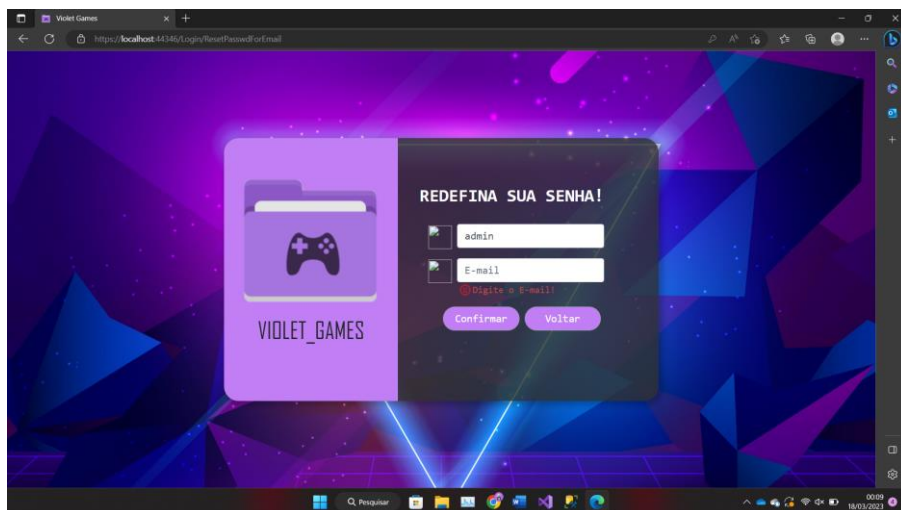 Violet Games
https://localhost:44346/Login/ResetPasswdForEmail
REDEFINA SUA SENHA!
admin
E-mail
Digite o E-mail!
Confirmar
Voltar
VIOLET_GAMES
Pesquisar
00:09
18/03/2023